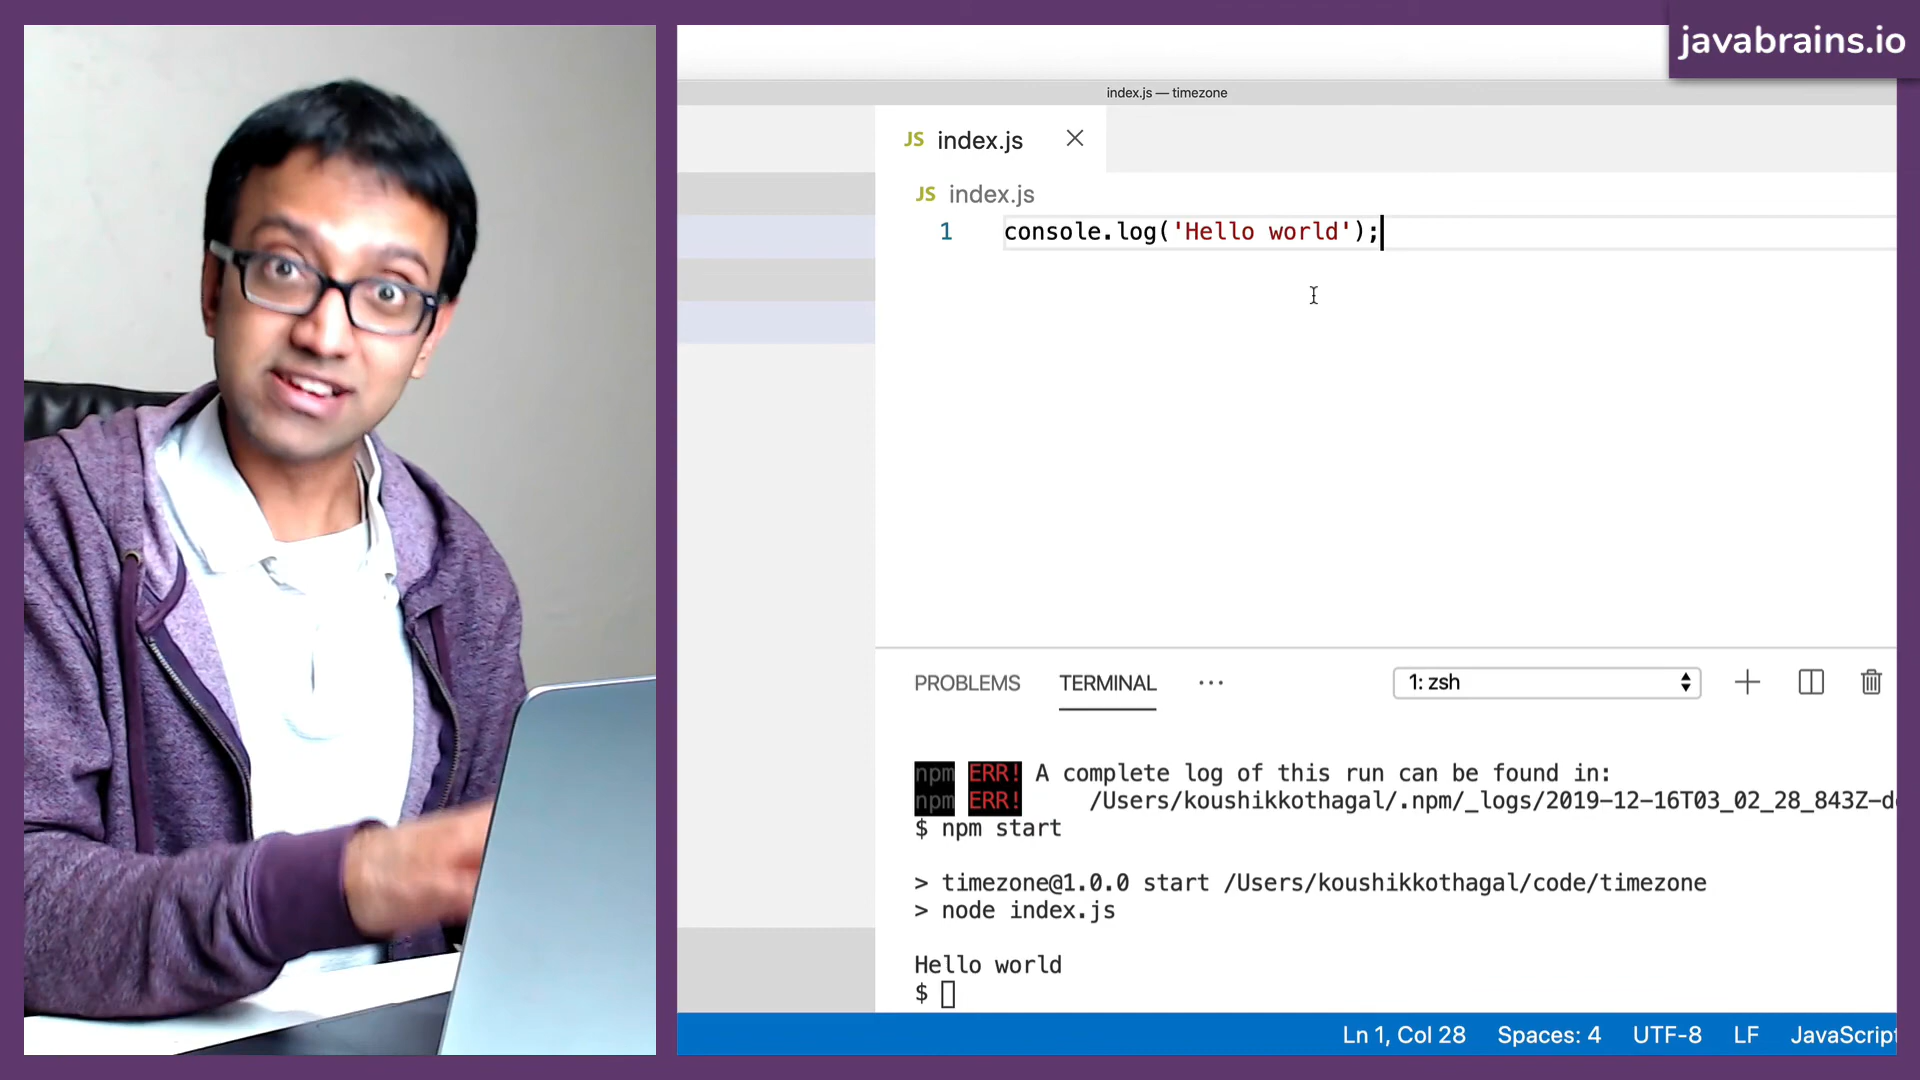 javabrains.io
index.js — timezone
JS index.js
JS index.js
1 console.log('Hello world');
PROBLEMS TERMINAL ··· 1: zsh
npm ERR! A complete log of this run can be found in:
npm ERR! /Users/koushikkothagal/.npm/_logs/2019-12-16T03_02_28_843Z-d
$ npm start
> timezone@1.0.0 start /Users/koushikkothagal/code/timezone
> node index.js
Hello world
$
Ln 1, Col 28 Spaces: 4 UTF-8 LF JavaScript